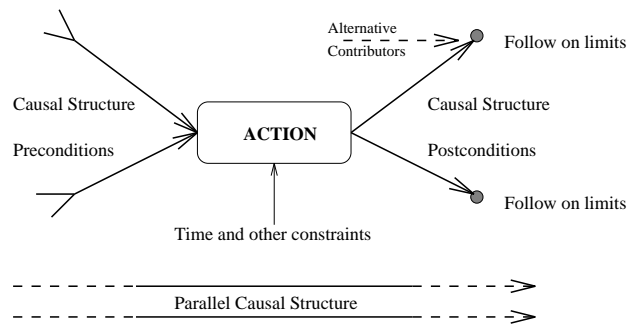 Alternative
Contributors
Follow on limits
Causal Structure
ACTION
Causal Structure
Preconditions
Postconditions
Follow on limits
Time and other constraints
Parallel Causal Structure